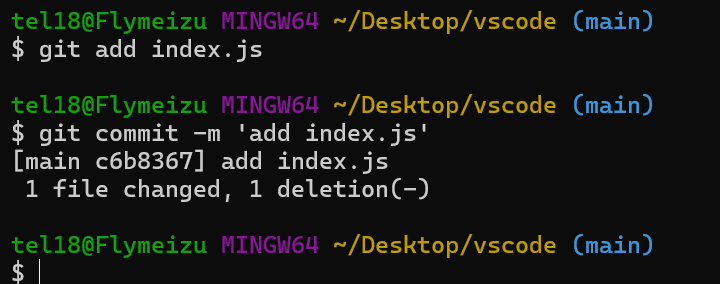 tel18@Flymeizu MINGW64 ~/Desktop/vscode (main)
$ git add index.js
tel18@Flymeizu MINGW64 ~/Desktop/vscode (main)
$ git commit -m 'add index.js'
[main c6b8367] add index.js
 1 file changed, 1 deletion(-)
tel18@Flymeizu MINGW64 ~/Desktop/vscode (main)
$